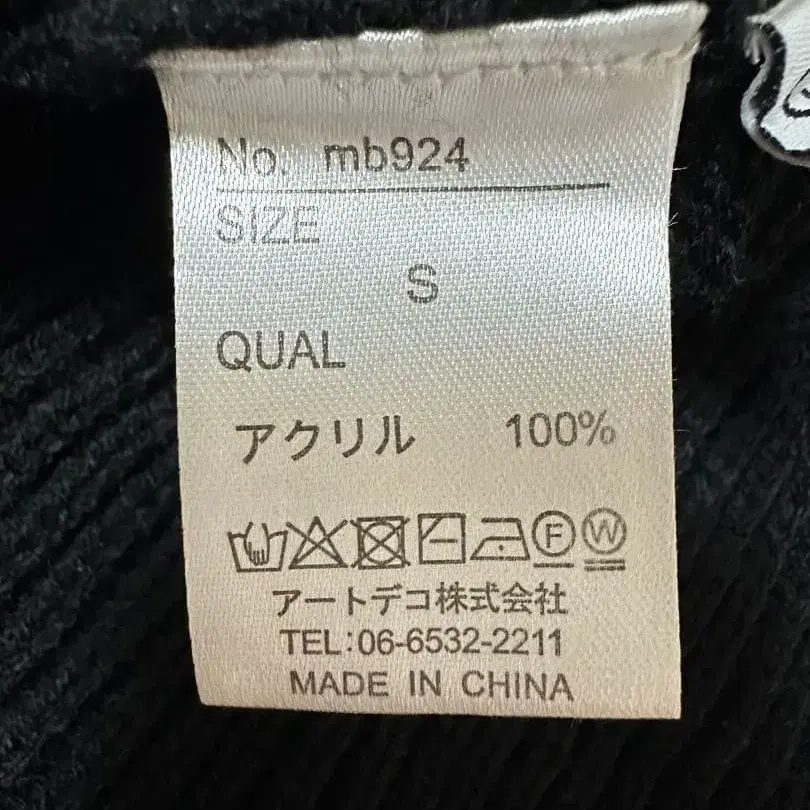 No. mb924
SIZE
S
QUAL
アクリル 100%
F W
アートデコ株式会社
TEL:06-6532-2211
MADE IN CHINA